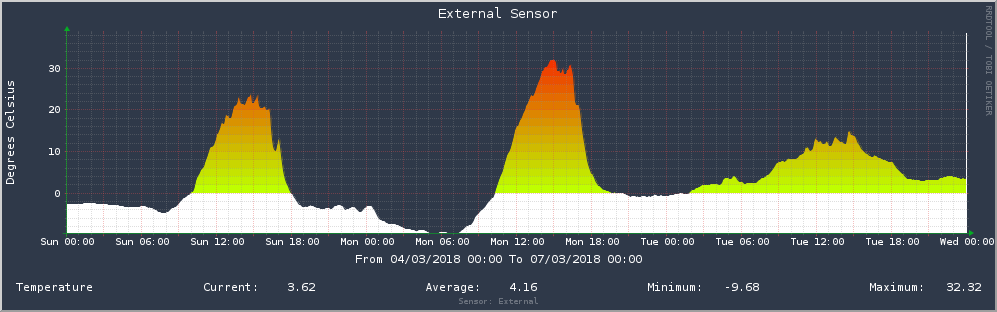 External Sensor
RRDTOOL / TOBI OETIKER
Degrees Celsius
30
20
10
0
Sun 00:00 Sun 06:00 Sun 12:00 Sun 18:00 Mon 00:00 Mon 06:00 Mon 12:00 Mon 18:00 Tue 00:00 Tue 06:00 Tue 12:00 Tue 18:00 Wed 00:00
From 04/03/2018 00:00 To 07/03/2018 00:00
Temperature Current: 3.62 Average: 4.16 Minimum: -9.68 Maximum: 32.32
Sensor: External